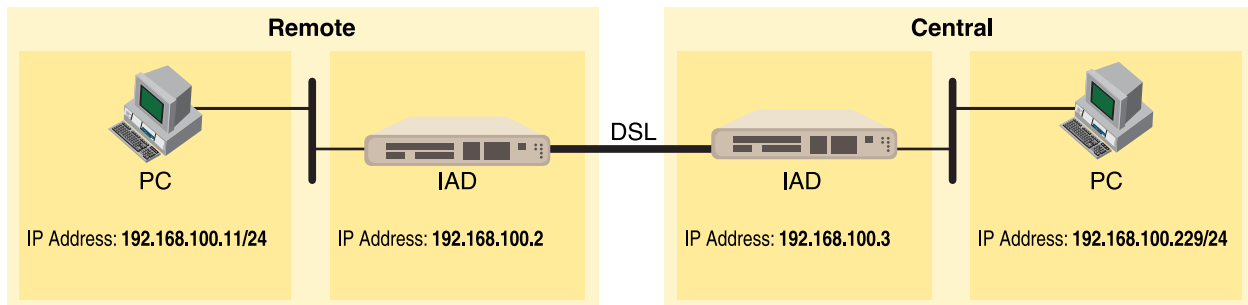 Remote
Central
DSL
PC
IAD
IAD
PC
IP Address: 192.168.100.11/24
IP Address: 192.168.100.2
IP Address: 192.168.100.3
IP Address: 192.168.100.229/24